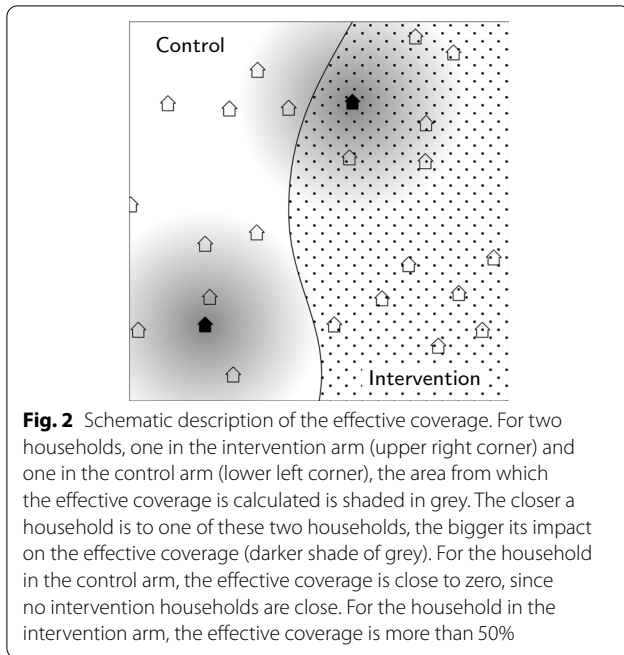 Control
Intervention
Fig. 2 Schematic description of the effective coverage. For two
households, one in the intervention arm (upper right corner) and
one in the control arm (lower left corner), the area from which
the effective coverage is calculated is shaded in grey. The closer a
household is to one of these two households, the bigger its impact
on the effective coverage (darker shade of grey). For the household
in the control arm, the effective coverage is close to zero, since
no intervention households are close. For the household in the
intervention arm, the effective coverage is more than 50%